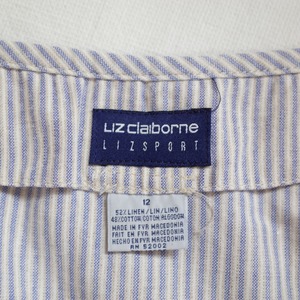 Liz claiborne
LIZSPORT
12
52% LINEN/LIN/LINO
48/COTTON/COTON/ALGODON
MADE IN FYR MACEDONIA
FAIT EN FYR MACEDONIA
HECHO EN FYR MACEDONIA
RN 52002